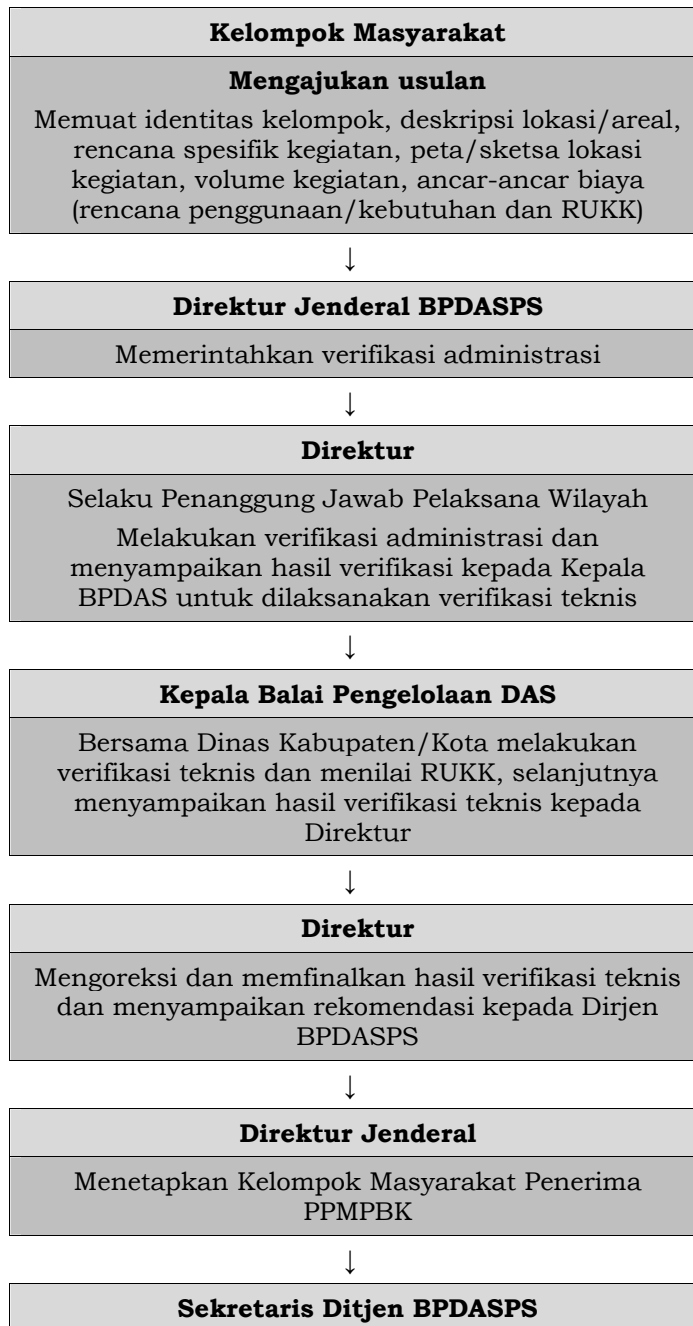 Kelompok Masyarakat
Mengajukan usulan
Memuat identitas kelompok, deskripsi lokasi/areal,
rencana spesifik kegiatan, peta/sketsa lokasi
kegiatan, volume kegiatan, ancar-ancar biaya
(rencana penggunaan/kebutuhan dan RUKK)
↓
Direktur Jenderal BPDASPS
Memerintahkan verifikasi administrasi
↓
Direktur
Selaku Penanggung Jawab Pelaksana Wilayah
Melakukan verifikasi administrasi dan
menyampaikan hasil verifikasi kepada Kepala
BPDAS untuk dilaksanakan verifikasi teknis
↓
Kepala Balai Pengelolaan DAS
Bersama Dinas Kabupaten/Kota melakukan
verifikasi teknis dan menilai RUKK, selanjutnya
menyampaikan hasil verifikasi teknis kepada
Direktur
↓
Direktur
Mengoreksi dan memfinalkan hasil verifikasi teknis
dan menyampaikan rekomendasi kepada Dirjen
BPDASPS
↓
Direktur Jenderal
Menetapkan Kelompok Masyarakat Penerima
PPMPBK
↓
Sekretaris Ditjen BPDASPS